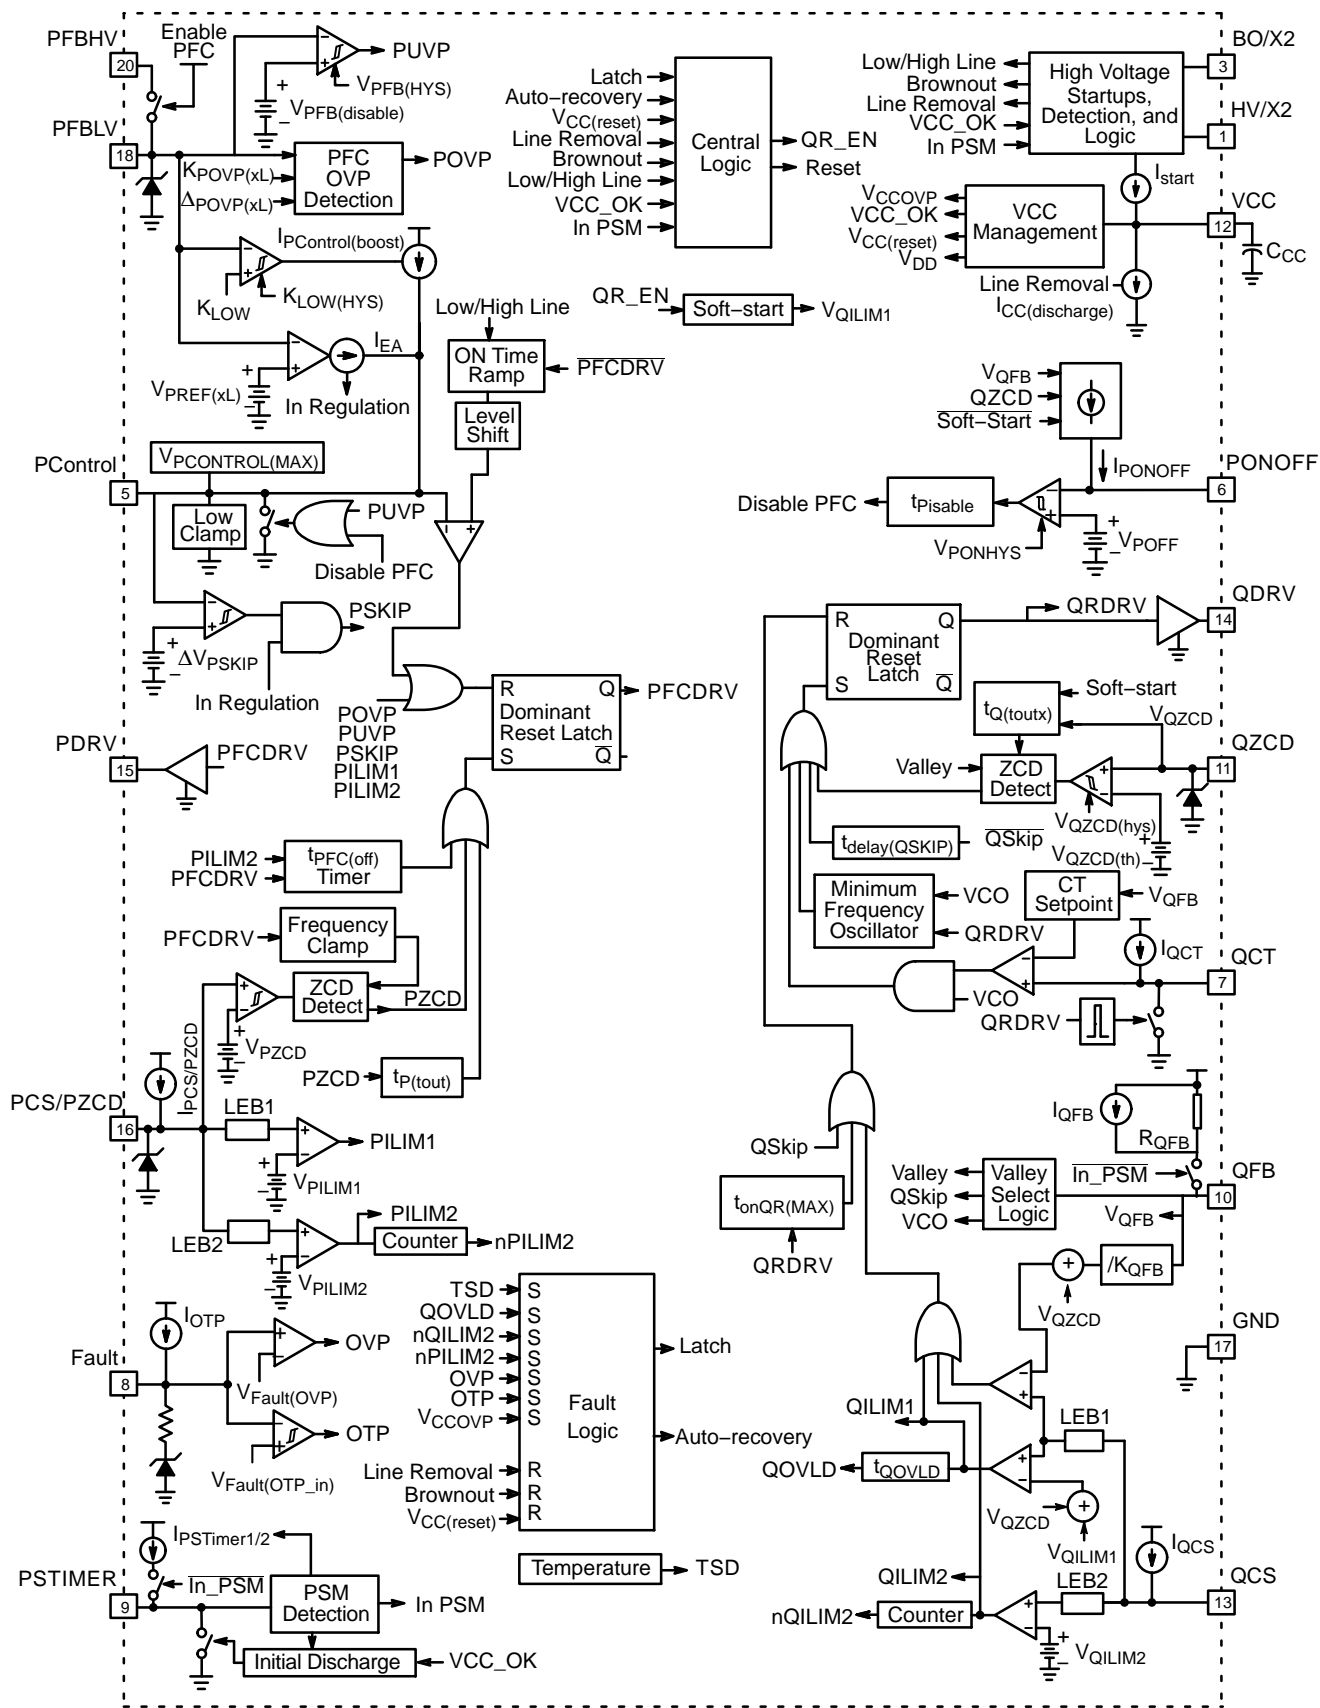 PFBHV
20
Enable
PFC
PUVP
VPFB(HYS)
VPFB(disable)
+
−
PFBLV
18
KPOVP(xL)
ΔPOVP(xL)
PFC
OVP
Detection
POVP
IPControl(boost)
KLOW
KLOW(HYS)
IEA
VPREF(xL)
In Regulation
Low/High Line
ON Time
Ramp
PFCDRV
Level
Shift
Latch
Auto−recovery
VCC(reset)
Line Removal
Brownout
Low/High Line
VCC_OK
In PSM
Central
Logic
QR_EN
Reset
QR_EN
Soft−start
VQILIM1
Low/High Line
Brownout
Line Removal
VCC_OK
In PSM
High Voltage
Startups,
Detection, and
Logic
BO/X2
3
HV/X2
1
Istart
VCCOVP
VCC_OK
VCC(reset)
VDD
VCC
Management
VCC
12
CCC
Line Removal
ICC(discharge)
VQFB
QZCD
Soft−Start
IPONOFF
PONOFF
6
Disable PFC
tPisable
VPONHYS
VPOFF
PControl
5
VPCONTROL(MAX)
Low
Clamp
PUVP
Disable PFC
ΔVPSKIP
PSKIP
In Regulation
POVP
PUVP
PSKIP
PILIM1
PILIM2
R
Q
Dominant
Reset Latch
S
Q
PFCDRV
PDRV
15
PFCDRV
PILIM2
PFCDRV
tPFC(off)
Timer
PFCDRV
Frequency
Clamp
ZCD
Detect
PZCD
VPZCD
PZCD
tP(tout)
IPCS/PZCD
PCS/PZCD
16
LEB1
PILIM1
VPILIM1
LEB2
PILIM2
Counter
nPILIM2
VPILIM2
R
Q
Dominant
Reset
Latch
S
Q
QRDRV
QDRV
14
tQ(toutx)
Soft−start
VQZCD
QZCD
11
Valley
ZCD
Detect
VQZCD(hys)
VQZCD(th)
tdelay(QSKIP)
QSkip
Minimum
Frequency
Oscillator
VCO
QRDRV
CT
Setpoint
VQFB
IQCT
QCT
7
VCO
QRDRV
QSkip
tonQR(MAX)
QRDRV
IQFB
RQFB
In_PSM
QFB
10
Valley
QSkip
VCO
Valley
Select
Logic
VQFB
/KQFB
VQZCD
GND
17
Fault
8
IOTP
OVP
VFault(OVP)
OTP
VFault(OTP_in)
TSD
QOVLD
nQILIM2
nPILIM2
OVP
OTP
VCCOVP
S
S
S
S
S
S
S
Line Removal
Brownout
VCC(reset)
R
R
R
Fault
Logic
Latch
Auto−recovery
Temperature
TSD
QILIM1
QOVLD
tQOVLD
LEB1
VQZCD
VQILIM1
IQCS
QCS
13
QILIM2
LEB2
nQILIM2
Counter
VQILIM2
PSTIMER
9
IPSTimer1/2
In_PSM
PSM
Detection
In PSM
Initial Discharge
VCC_OK